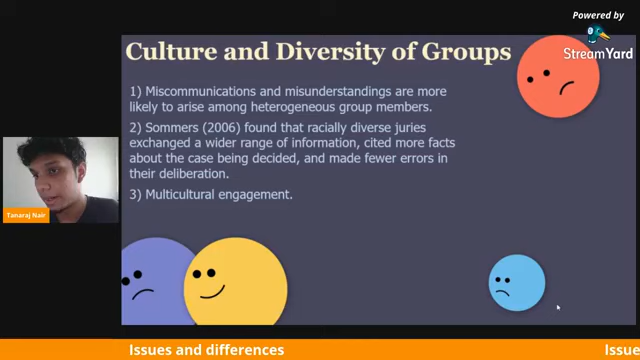 Powered by
StreamYard
Culture and Diversity of Groups
1) Miscommunications and misunderstandings are more
likely to arise among heterogeneous group members.
2) Sommers (2006) found that racially diverse juries
exchanged a wider range of information, cited more facts
about the case being decided, and made fewer errors in
their deliberation.
3) Multicultural engagement.
Tanaraj Nair
Issues and differences
Issue